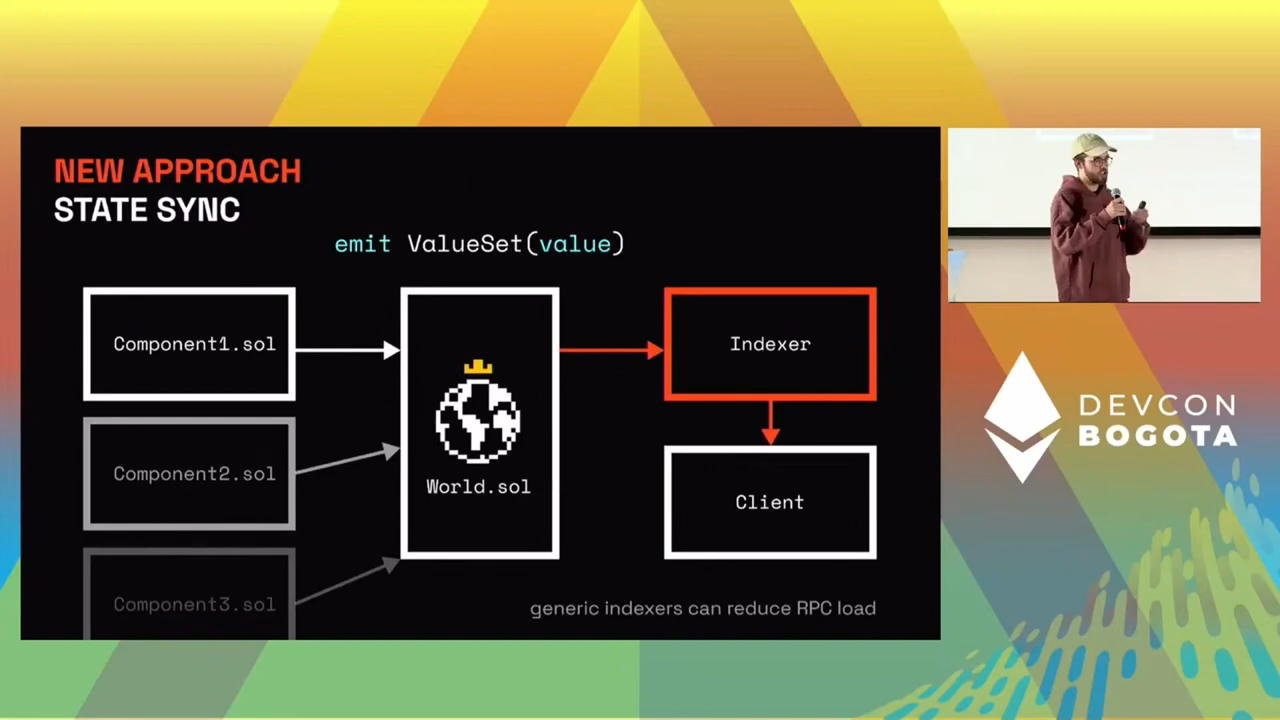 NEW APPROACH
STATE SYNC
emit ValueSet(value)
Component1.sol
Component2.sol
Component3.sol
World.sol
Indexer
Client
generic indexers can reduce RPC load
DEVCON
BOGOTA